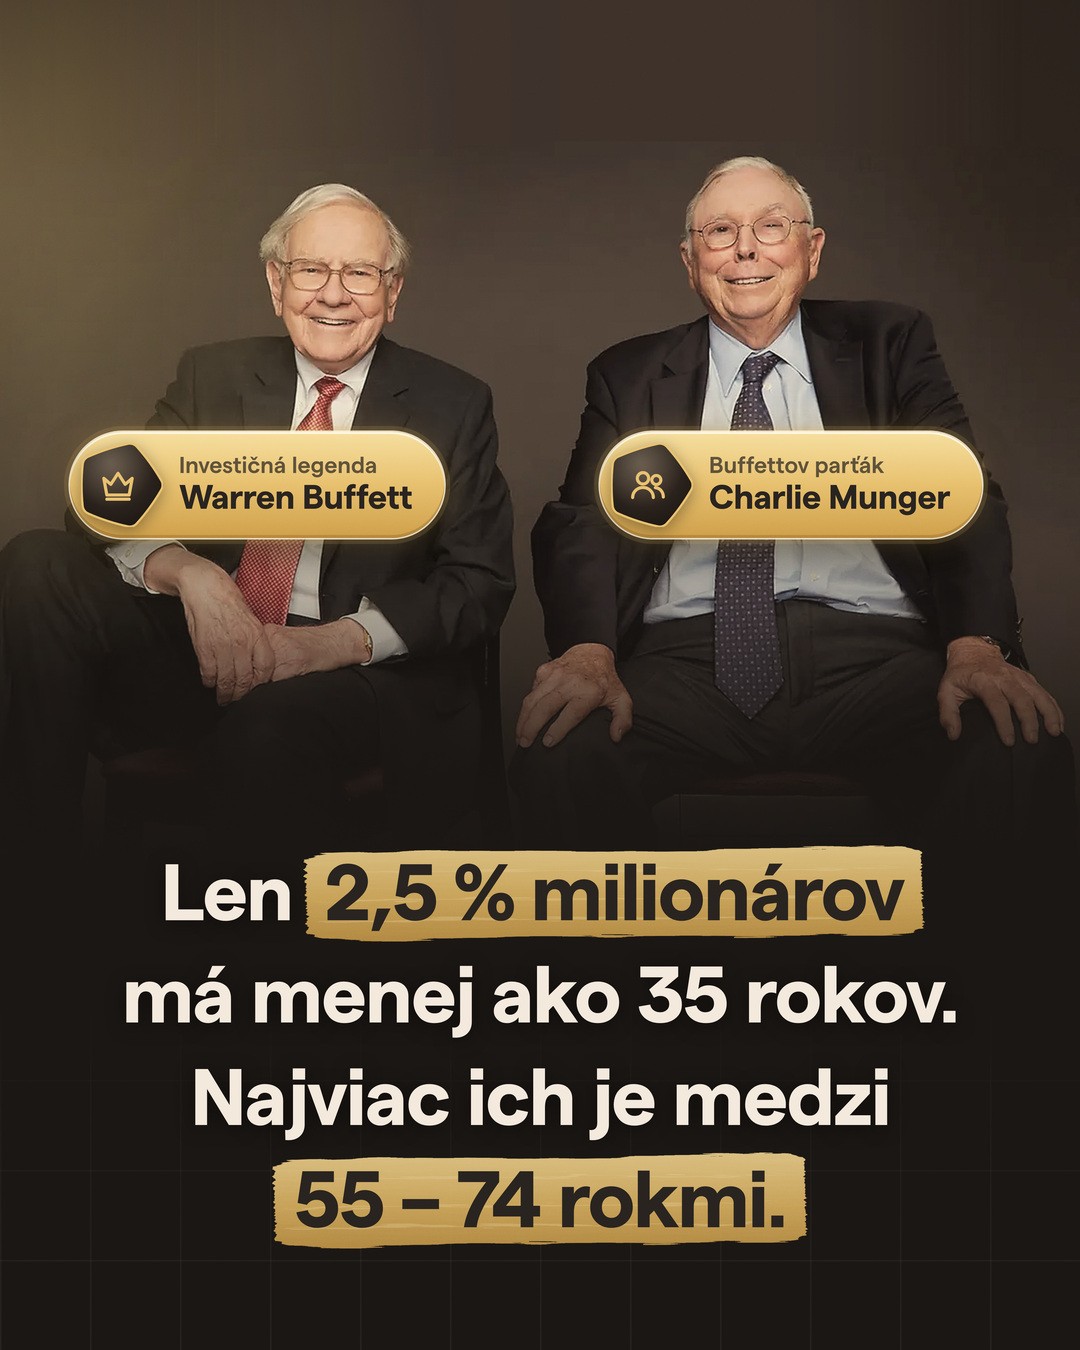 Investičná legenda
Warren Buffett
Buffettov parťák
Charlie Munger
Len 2,5 % milionárov
má menej ako 35 rokov.
Najviac ich je medzi
55 – 74 rokmi.